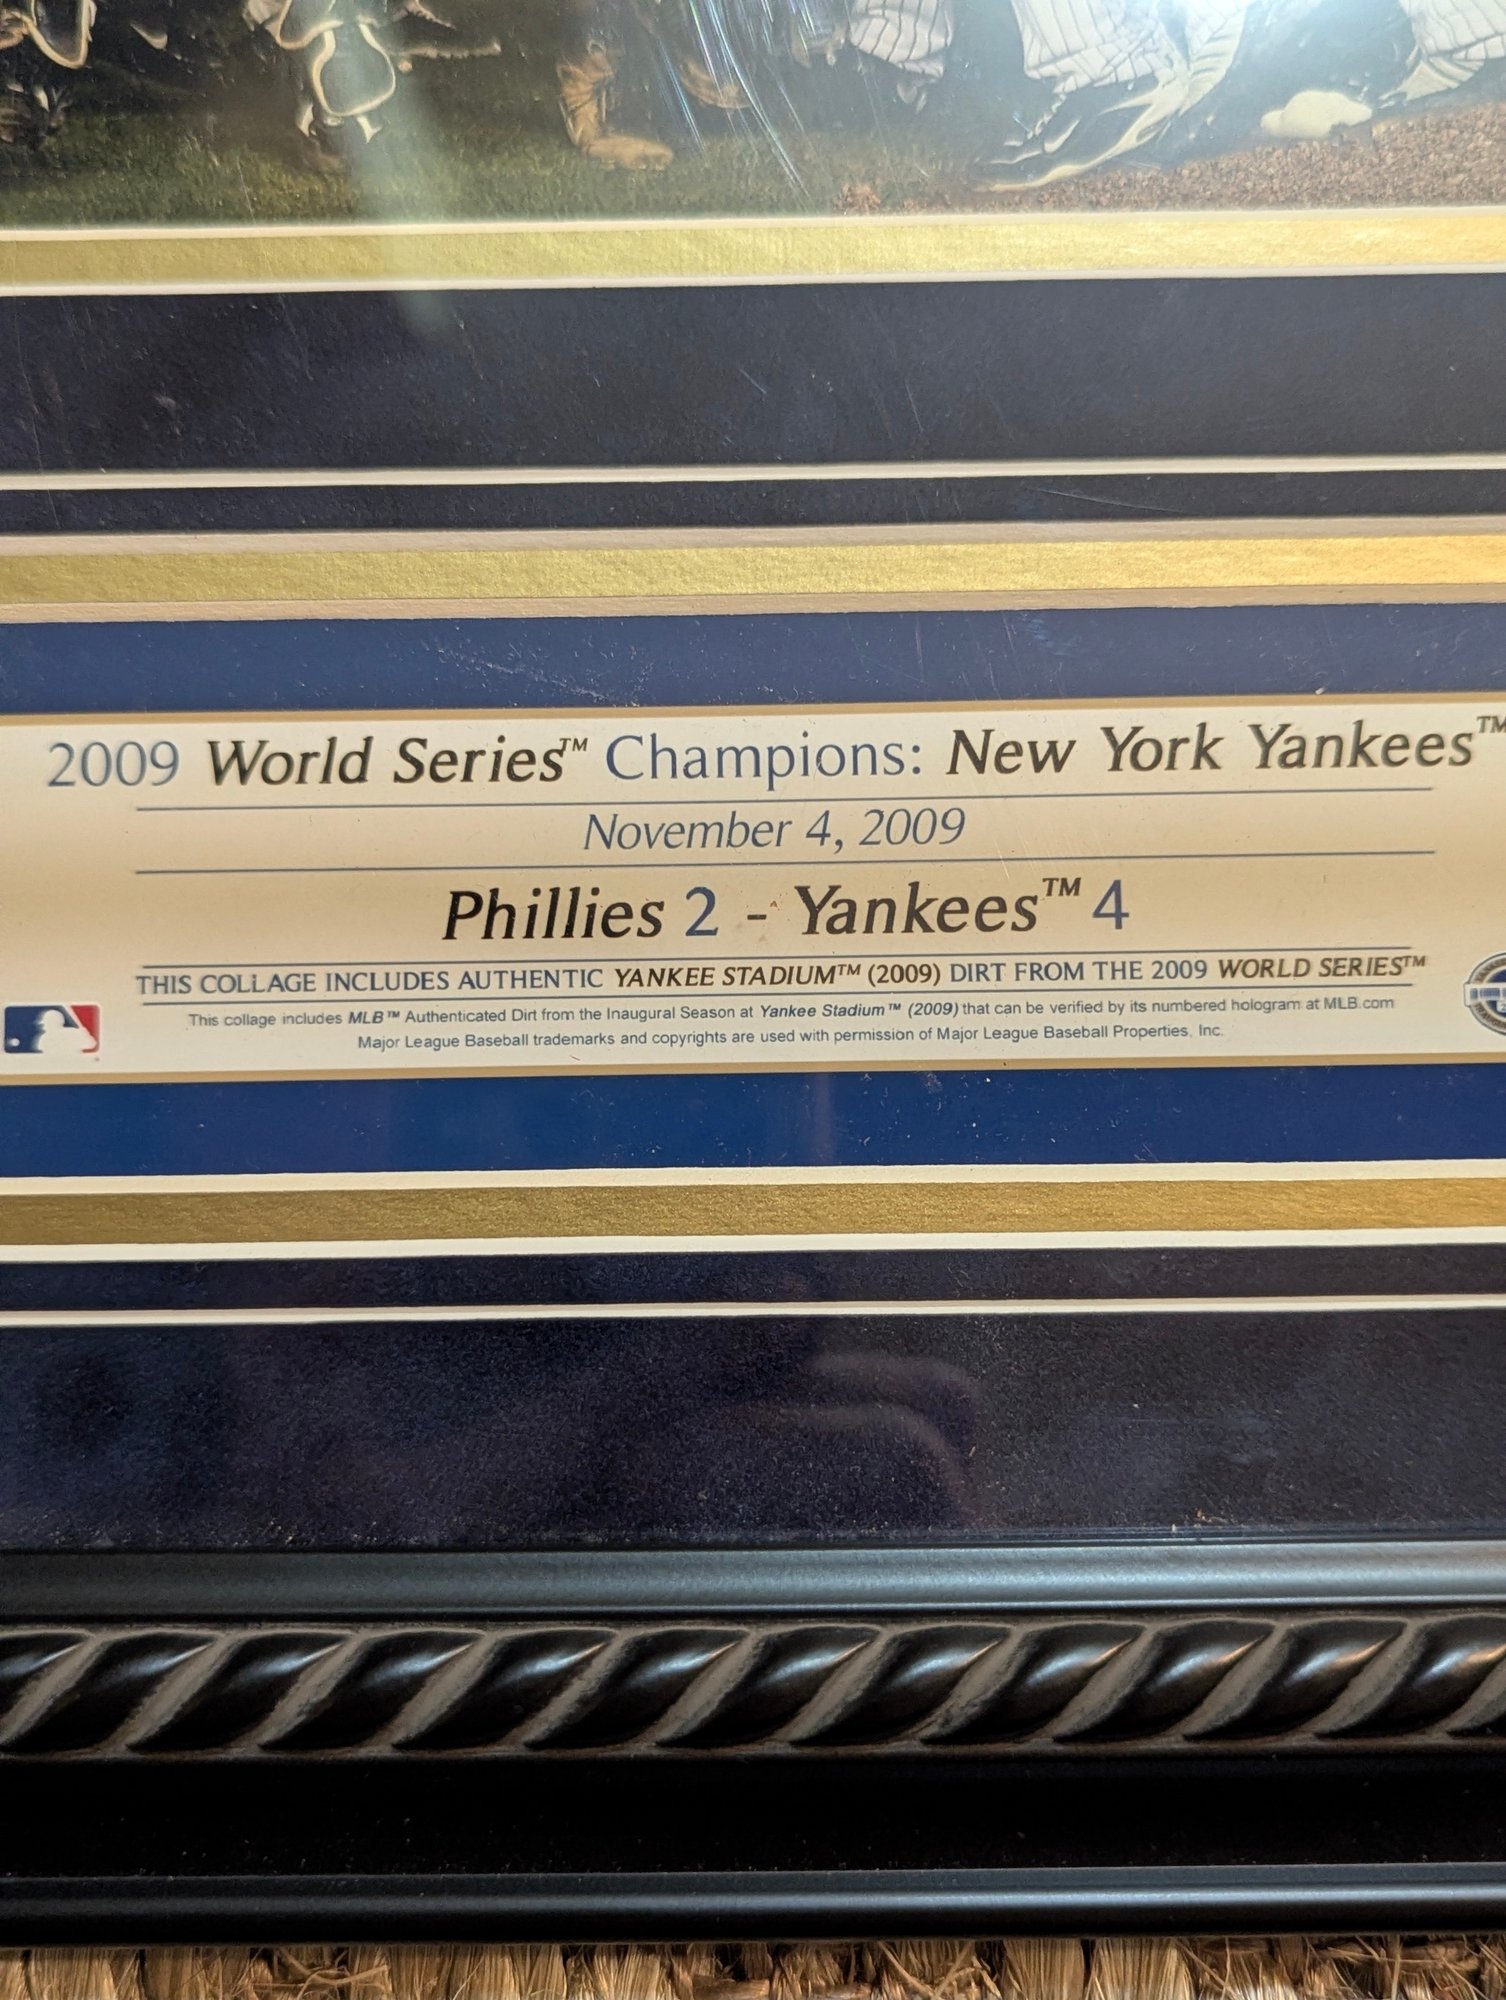 2009 World Series™ Champions: New York Yankees™
November 4, 2009
Phillies 2 - Yankees™ 4
THIS COLLAGE INCLUDES AUTHENTIC YANKEE STADIUM™ (2009) DIRT FROM THE 2009 WORLD SERIES™
This collage includes MLB™ Authenticated Dirt from the Inaugural Season at Yankee Stadium™ (2009) that can be verified by its numbered hologram at MLB.com
Major League Baseball trademarks and copyrights are used with permission of Major League Baseball Properties, Inc.